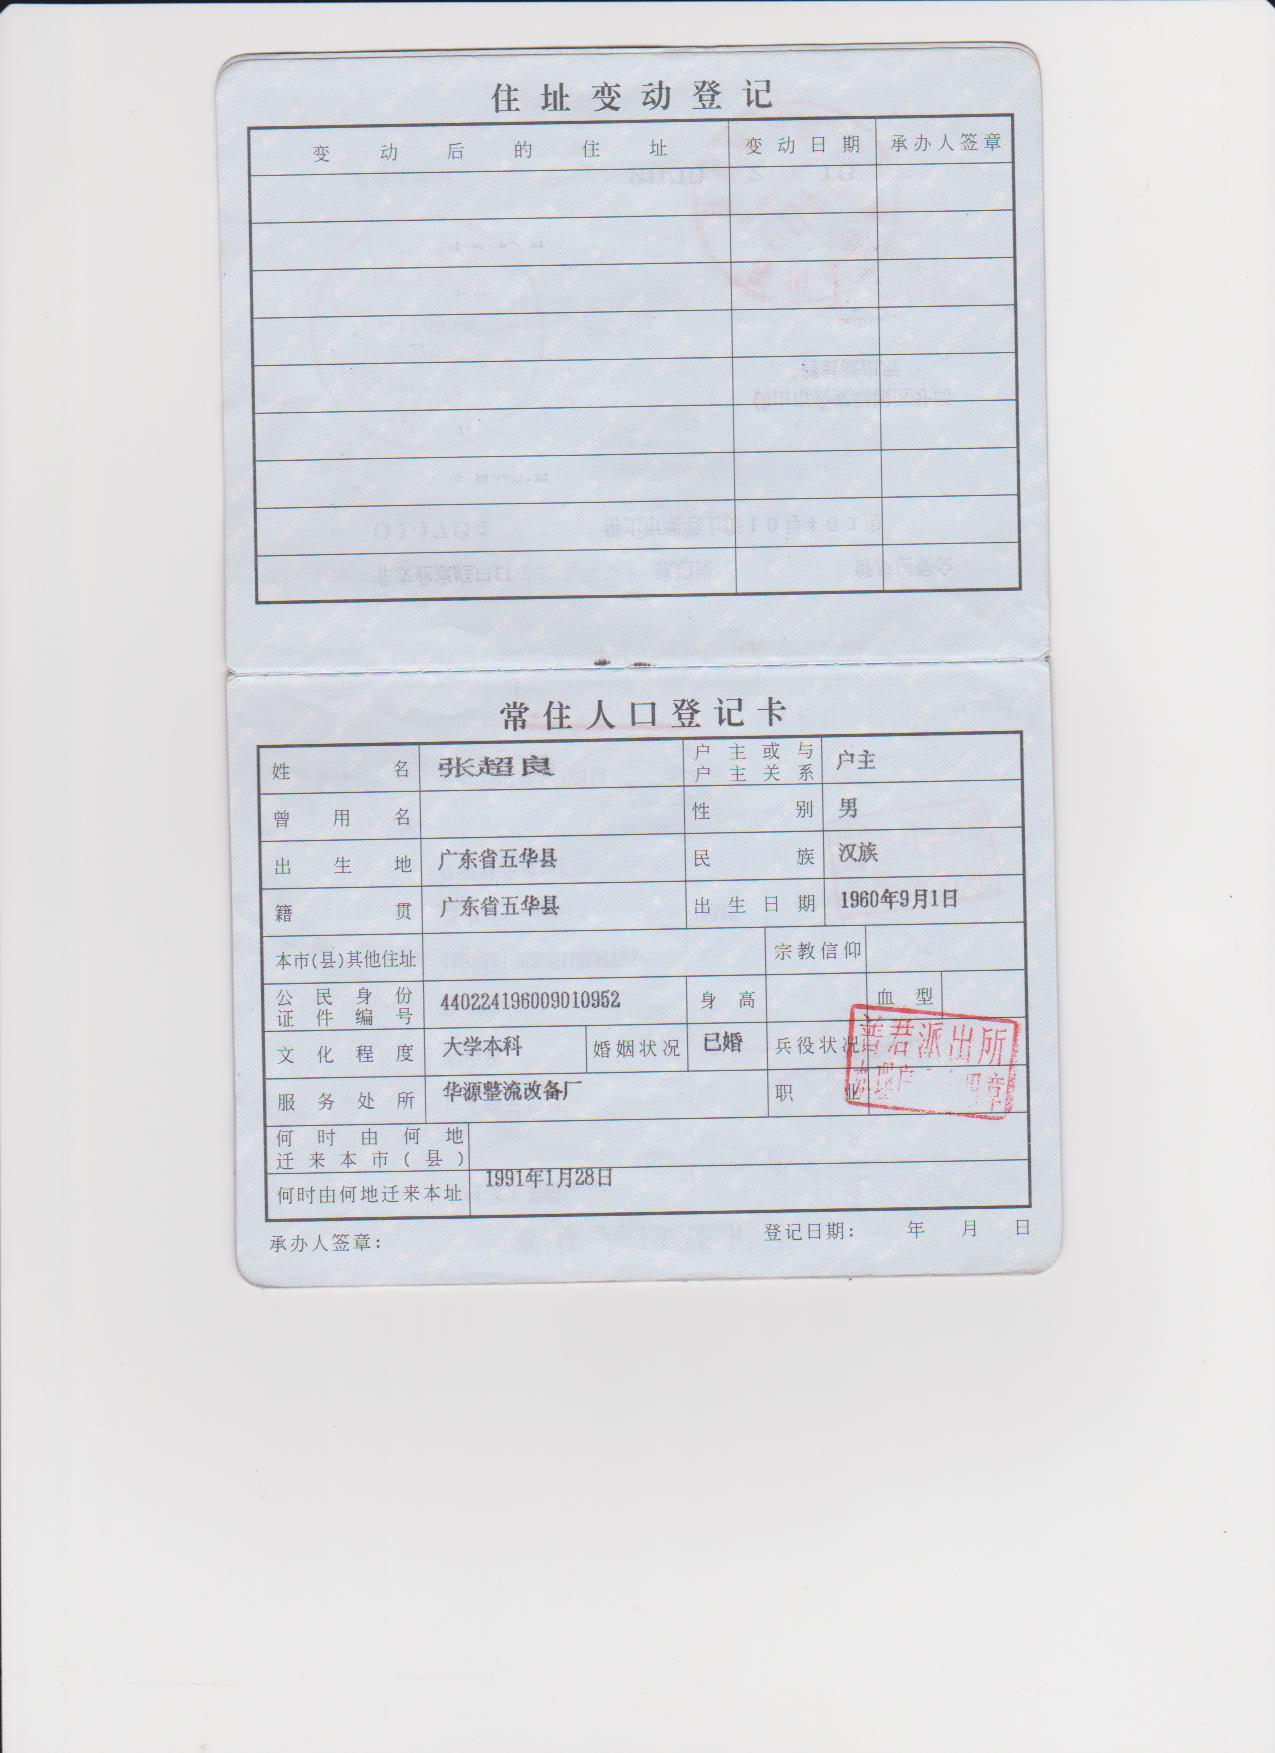 住址变动登记
变动后的住址 变动日期 承办人签章
常住人口登记卡
姓名 张超良 户主或与户主关系 户主
曾用名 性别 男
出生地 广东省五华县 民族 汉族
籍贯 广东省五华县 出生日期 1960年9月1日
本市(县)其他住址 宗教信仰
公民身份证件编号 440224196009010952 身高 血型
文化程度 大学本科 婚姻状况 已婚 兵役状况
服务处所 华源整流改备厂 职业
普君派出所
何时由何地迁来本市(县)
何时由何地迁来本址 1991年1月28日
承办人签章: 登记日期: 年 月 日